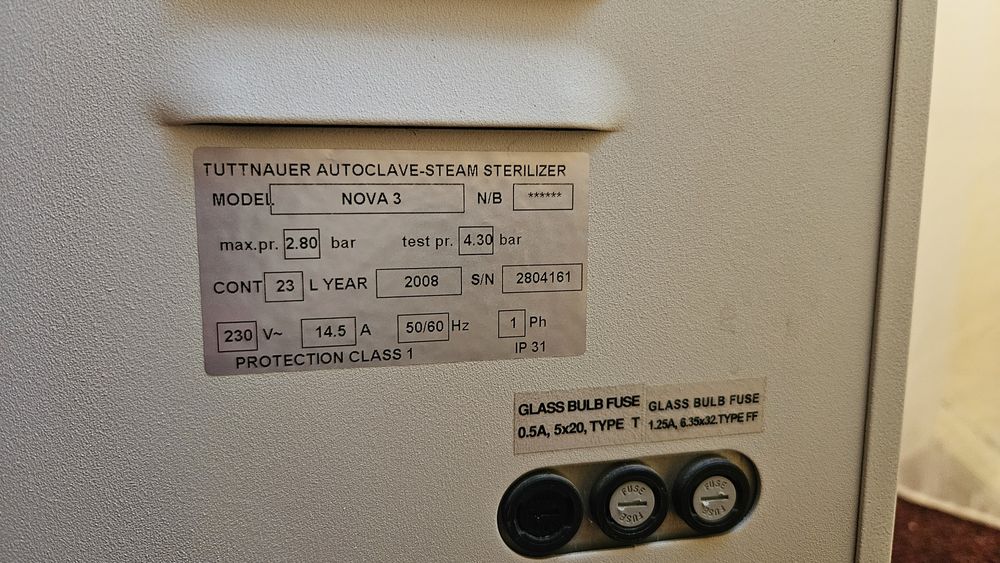 TUTTNAUER AUTOCLAVE-STEAM STERILIZER
MODEL NOVA 3 N/B ******
max.pr. 2.80 bar test pr. 4.30 bar
CONT 23 L YEAR 2008 S/N 2804161
230 V~ 14.5 A 50/60 Hz 1 Ph
PROTECTION CLASS 1 IP 31
GLASS BULB FUSE
0.5A, 5x20, TYPE T
GLASS BULB FUSE
1.25A, 6.35x32.TYPE FF
FUSE
FUSE
FUSE
FUSE